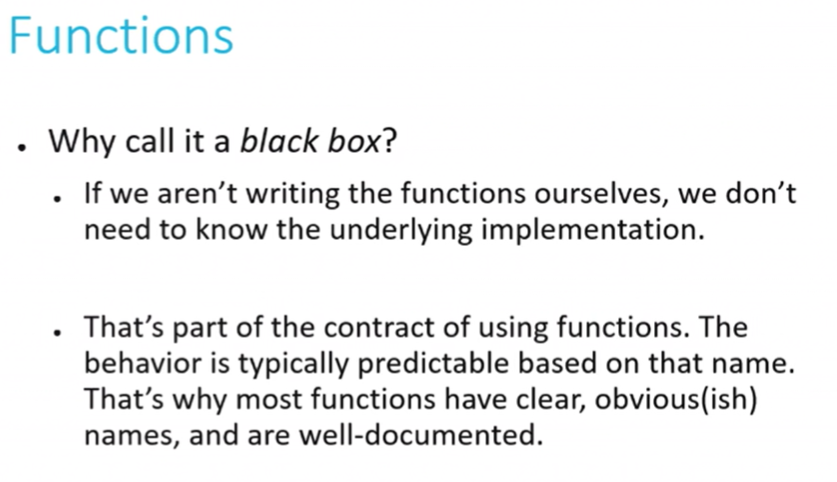 Functions
• Why call it a black box?
• If we aren't writing the functions ourselves, we don't
need to know the underlying implementation.
• That's part of the contract of using functions. The
behavior is typically predictable based on that name.
That's why most functions have clear, obvious(ish)
names, and are well-documented.